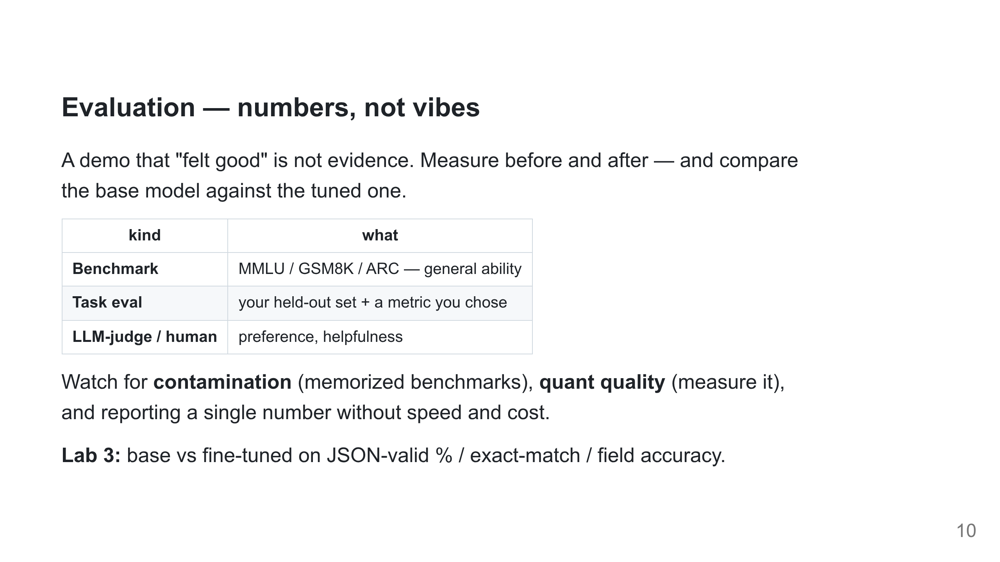 Evaluation — numbers, not vibes
A demo that "felt good" is not evidence. Measure before and after — and compare
the base model against the tuned one.
kind what
Benchmark MMLU / GSM8K / ARC — general ability
Task eval your held-out set + a metric you chose
LLM-judge / human preference, helpfulness
Watch for contamination (memorized benchmarks), quant quality (measure it),
and reporting a single number without speed and cost.
Lab 3: base vs fine-tuned on JSON-valid % / exact-match / field accuracy.
10